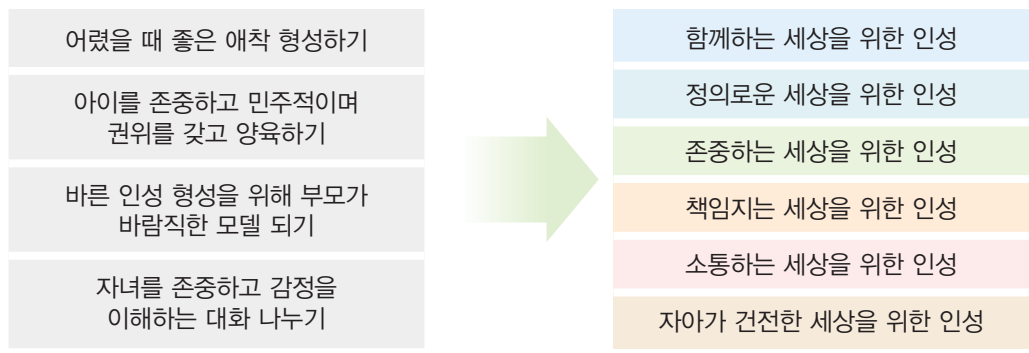 어렸을 때 좋은 애착 형성하기
아이를 존중하고 민주적이며
권위를 갖고 양육하기
바른 인성 형성을 위해 부모가
바람직한 모델 되기
자녀를 존중하고 감정을
이해하는 대화 나누기
함께하는 세상을 위한 인성
정의로운 세상을 위한 인성
존중하는 세상을 위한 인성
책임지는 세상을 위한 인성
소통하는 세상을 위한 인성
자아가 건전한 세상을 위한 인성